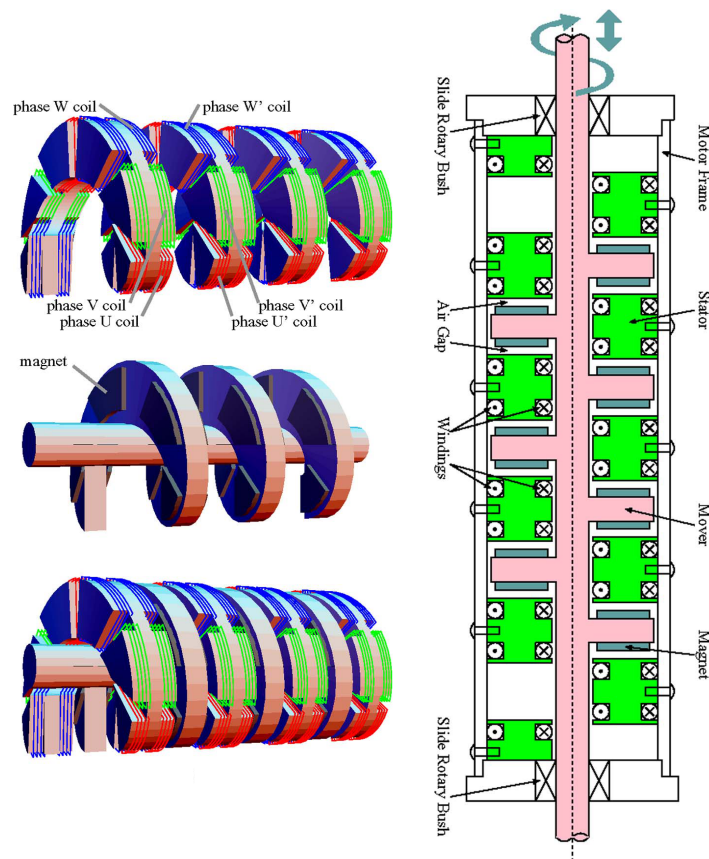 phase W coil
phase W' coil
phase V coil
phase U coil
phase V' coil
phase U' coil
magnet
Slide Rotary Bush
Motor Frame
Air Gap
Stator
Windings
Mover
Magnet
Slide Rotary Bush